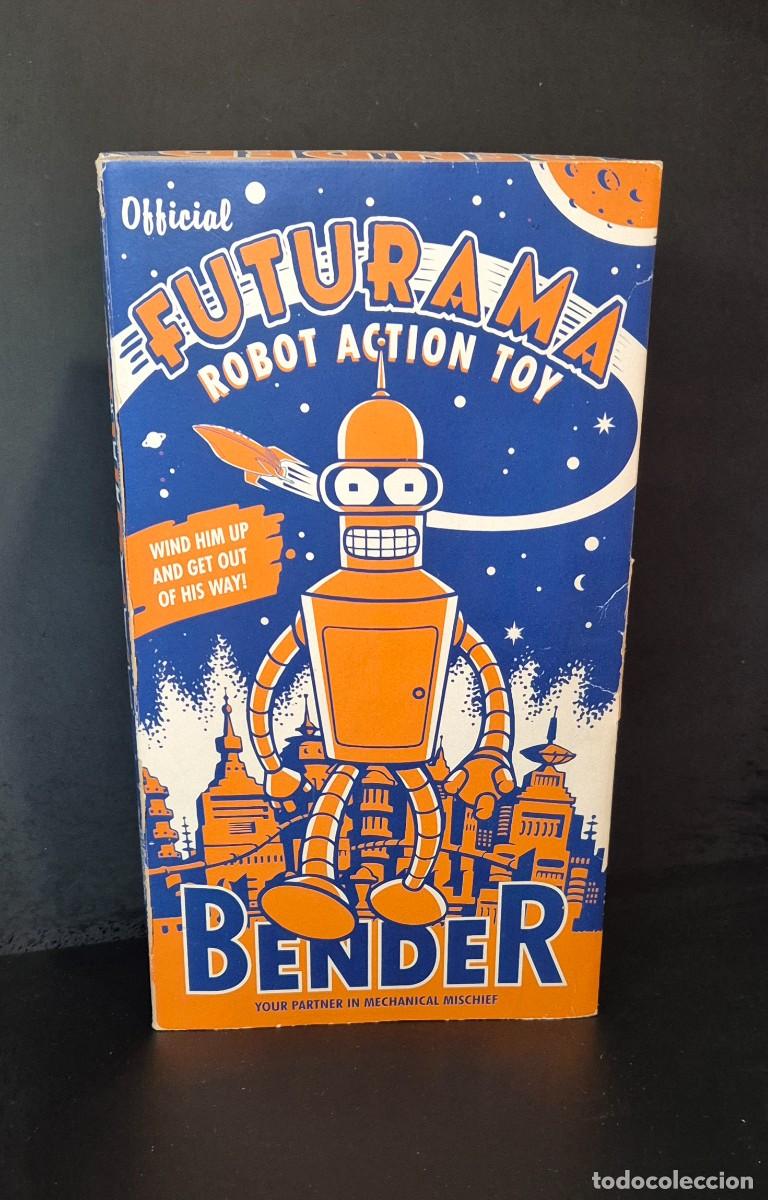 Official
FUTURAMA
ROBOT ACTION TOY
WIND HIM UP
AND GET OUT
OF HIS WAY!
BENDER
YOUR PARTNER IN MECHANICAL MISCHIEF
todocoleccion